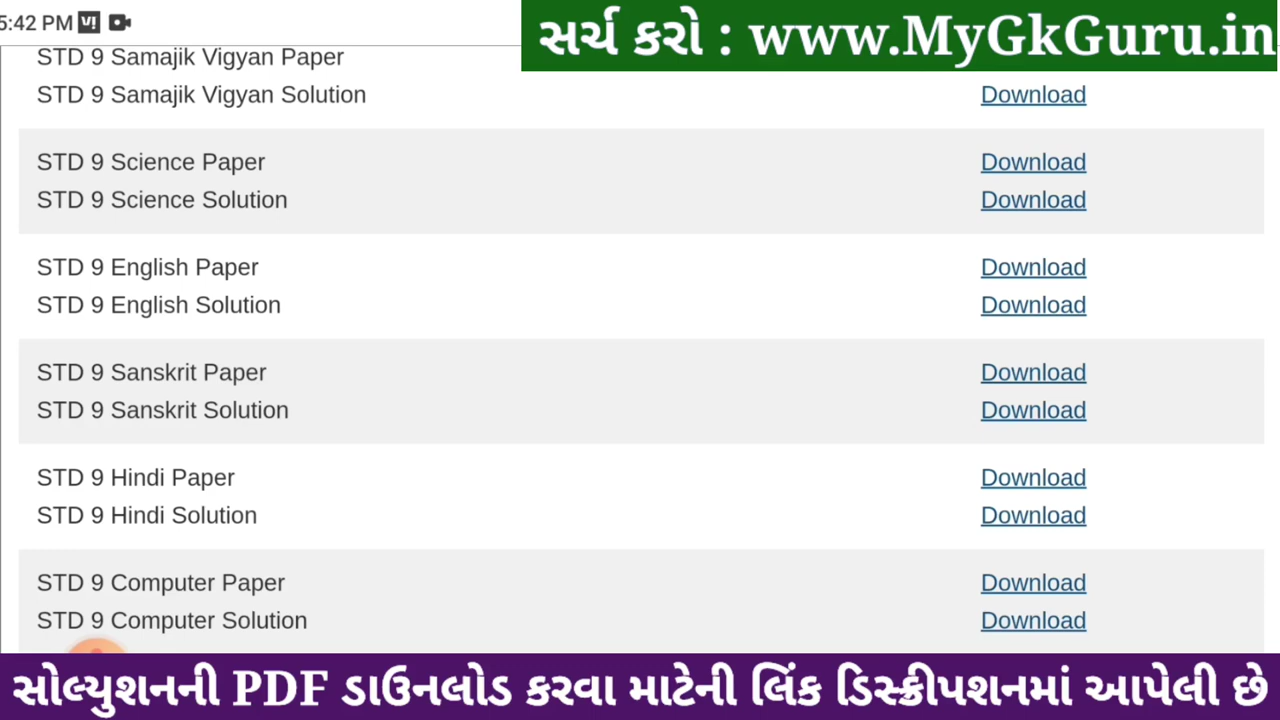 5:42 PM
સર્ચ કરો : www.MyGkGuru.in
STD 9 Samajik Vigyan Paper
STD 9 Samajik Vigyan Solution Download
STD 9 Science Paper Download
STD 9 Science Solution Download
STD 9 English Paper Download
STD 9 English Solution Download
STD 9 Sanskrit Paper Download
STD 9 Sanskrit Solution Download
STD 9 Hindi Paper Download
STD 9 Hindi Solution Download
STD 9 Computer Paper Download
STD 9 Computer Solution Download
સોલ્યુશનની PDF ડાઉનલોડ કરવા માટેની લિંક ડિસ્ક્રીપશનમાં આપેલી છે